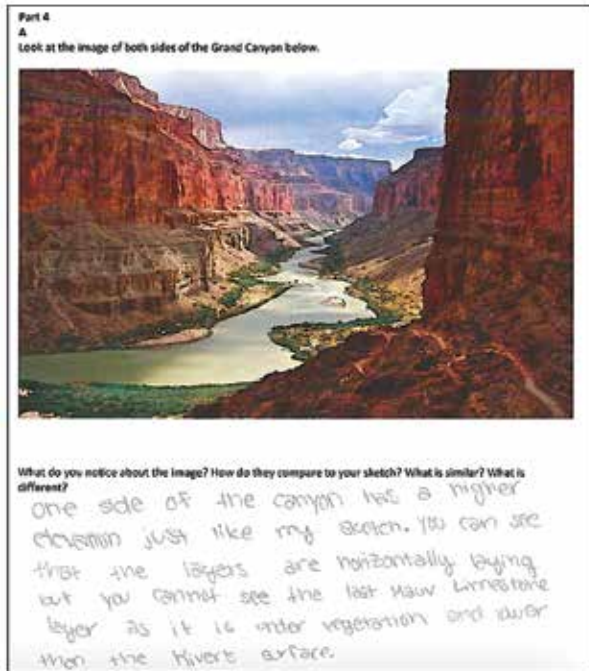 Part 4
A
Look at the image of both sides of the Grand Canyon below.
What do you notice about the image? How do they compare to your sketch? What is similar? What is
different?
one side of the canyon has a higher
elevation just like my sketch. you can see
that the layers are horizontally laying
but you cannot see the last Mauv Limestone
layer as it is under vegetation and lower
than the Rivers surface.